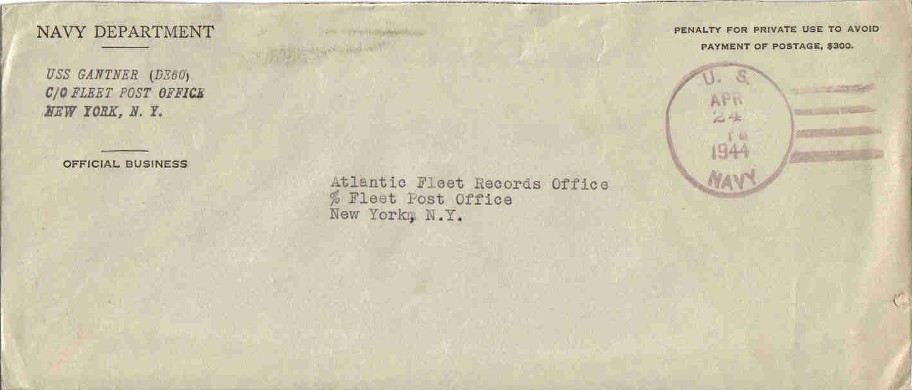 NAVY DEPARTMENT
USS GANTNER (DE60)
C/O FLEET POST OFFICE
NEW YORK, N. Y.
OFFICIAL BUSINESS
PENALTY FOR PRIVATE USE TO AVOID
PAYMENT OF POSTAGE, $300.
U. S.
APR
24
1944
NAVY
Atlantic Fleet Records Office
% Fleet Post Office
New York, N.Y.